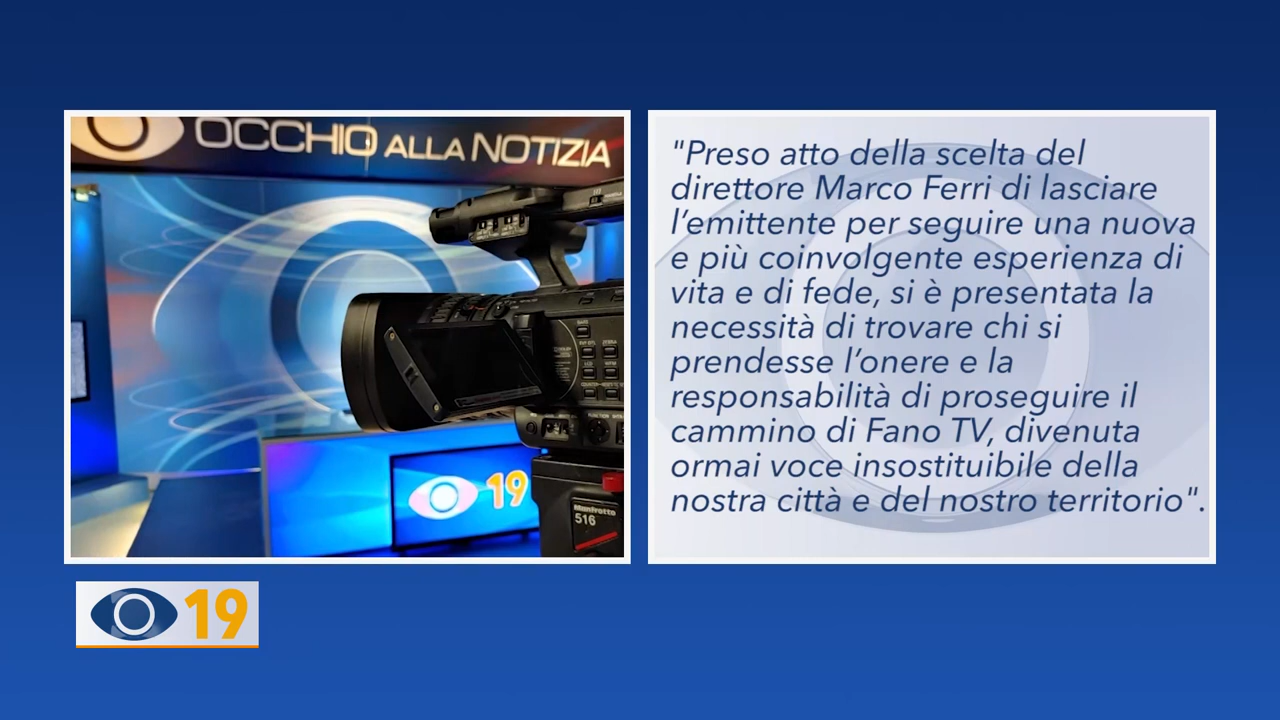 OCCHIO ALLA NOTIZIA
19
Manfrotto
516
"Preso atto della scelta del
direttore Marco Ferri di lasciare
l'emittente per seguire una nuova
e più coinvolgente esperienza di
vita e di fede, si è presentata la
necessità di trovare chi si
prendesse l'onere e la
responsabilità di proseguire il
cammino di Fano TV, divenuta
ormai voce insostituibile della
nostra città e del nostro territorio".
19